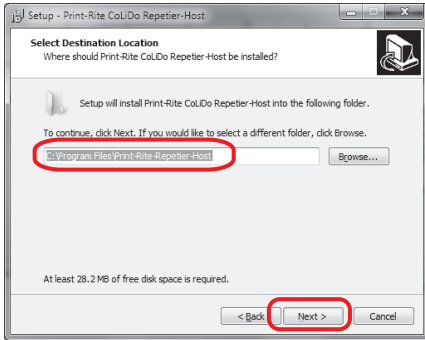 Setup - Print-Rite CoLiDo Repetier-Host
Select Destination Location
Where should Print-Rite CoLiDo Repetier-Host be installed?
Setup will install Print-Rite CoLiDo Repetier-Host into the following folder.
To continue, click Next. If you would like to select a different folder, click Browse.
C:\Program Files\Print-Rite-Repetier-Host
Browse...
At least 28.2 MB of free disk space is required.
< Back
Next >
Cancel